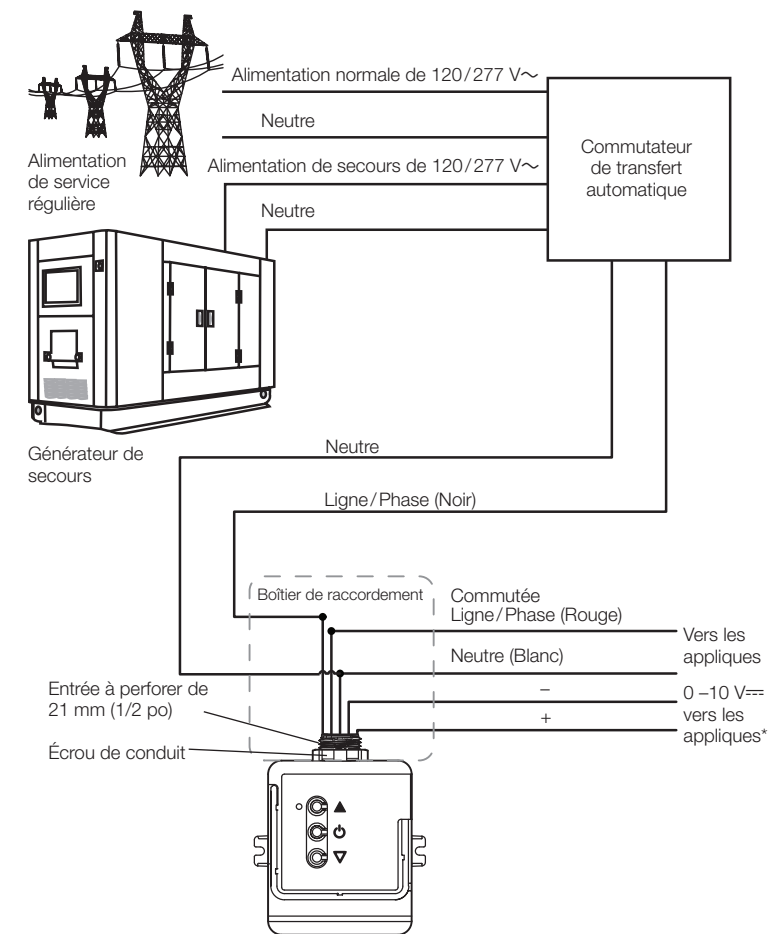 Alimentation normale de 120/277 V~
Neutre
Alimentation
de service
régulière
Alimentation de secours de 120/277 V~
Neutre
Commutateur
de transfert
automatique
Générateur de
secours
Neutre
Ligne/Phase (Noir)
Boîtier de raccordement
Commutée
Ligne/Phase (Rouge)
Neutre (Blanc)
Vers les
appliques
–
+
0 –10 V⎓
vers les
appliques*
Entrée à perforer de
21 mm (1/2 po)
Écrou de conduit